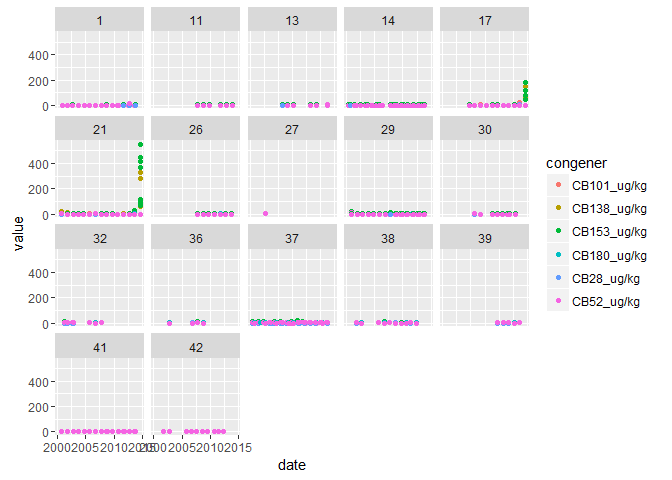 1 11 13 14 17
400
200
0
21 26 27 29 30
400
200
0
32 36 37 38 39
400
200
0
41 42
400
200
0
2000 2005 2010 2015 2000 2005 2010 2015
date
value
congener
CB101_ug/kg
CB138_ug/kg
CB153_ug/kg
CB180_ug/kg
CB28_ug/kg
CB52_ug/kg